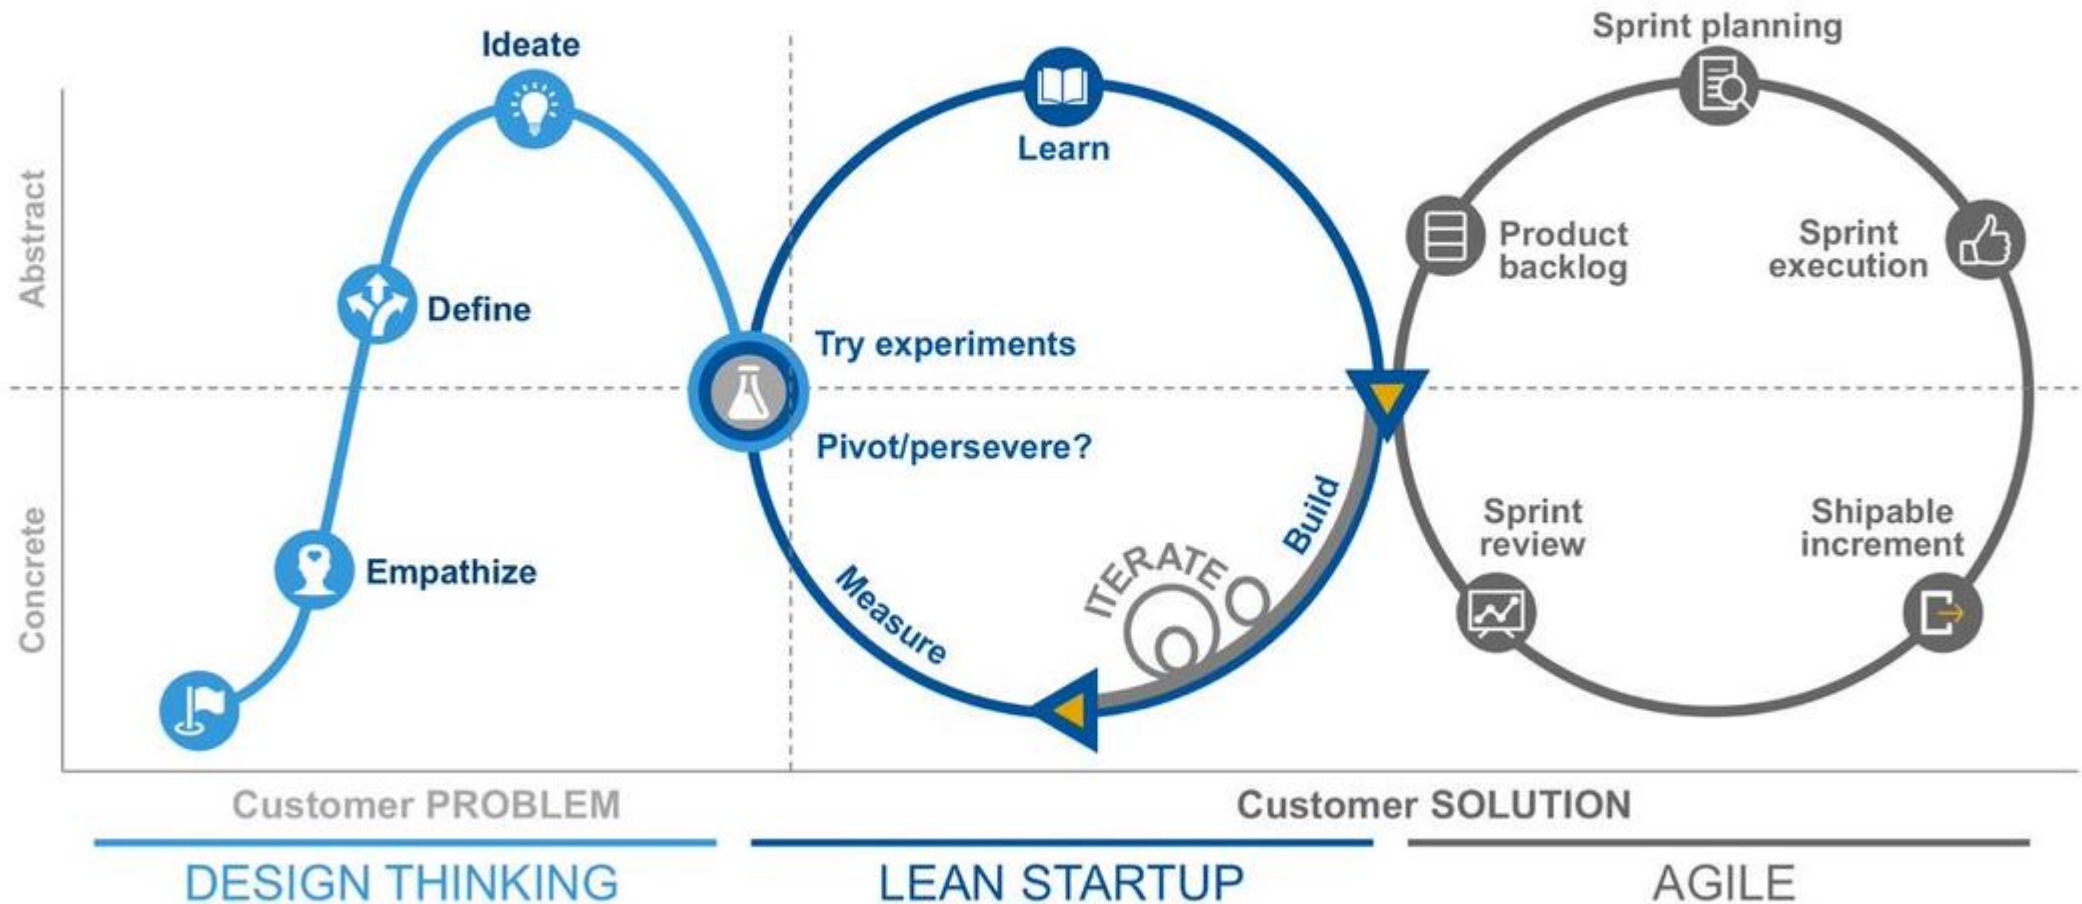 Abstract
Concrete
Ideate
Define
Empathize
Learn
Try experiments
Pivot/persevere?
Measure
ITERATE
Build
Sprint planning
Product
backlog
Sprint
execution
Sprint
review
Shipable
increment
Customer PROBLEM
Customer SOLUTION
DESIGN THINKING
LEAN STARTUP
AGILE